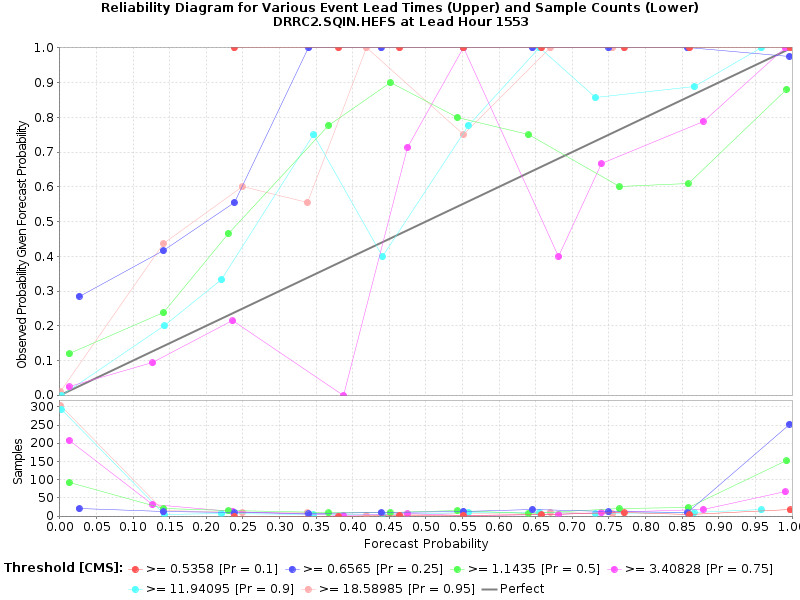 Reliability Diagram for Various Event Lead Times (Upper) and Sample Counts (Lower)
DRRC2.SQIN.HEFS at Lead Hour 1553
Observed Probability Given Forecast Probability
1.0
0.9
0.8
0.7
0.6
0.5
0.4
0.3
0.2
0.1
0.0
Samples
300
250
200
150
100
50
0
0.00 0.05 0.10 0.15 0.20 0.25 0.30 0.35 0.40 0.45 0.50 0.55 0.60 0.65 0.70 0.75 0.80 0.85 0.90 0.95 1.00
Forecast Probability
Threshold [CMS]: >= 0.5358 [Pr = 0.1] >= 0.6565 [Pr = 0.25] >= 1.1435 [Pr = 0.5] >= 3.40828 [Pr = 0.75]
>= 11.94095 [Pr = 0.9] >= 18.58985 [Pr = 0.95] Perfect